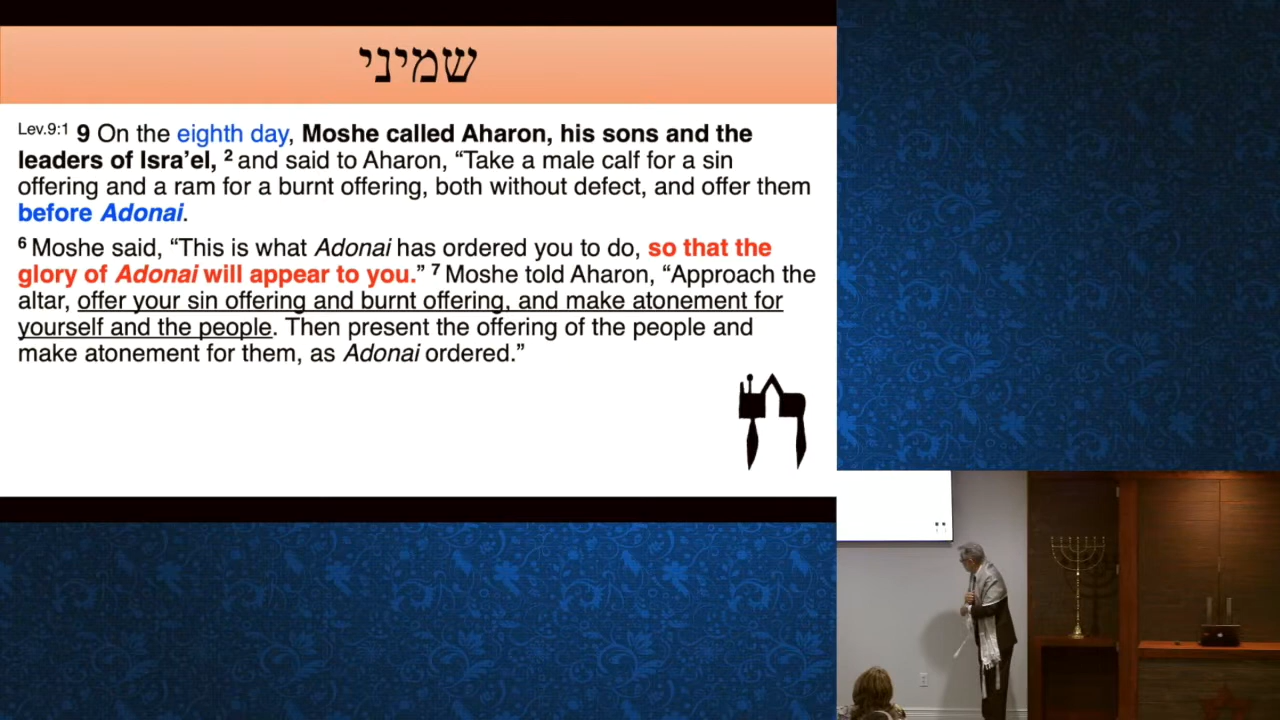 שמיני
Lev.9:1 9 On the eighth day, Moshe called Aharon, his sons and the
leaders of Isra’el, ² and said to Aharon, “Take a male calf for a sin
offering and a ram for a burnt offering, both without defect, and offer them
before Adonai.
⁶ Moshe said, “This is what Adonai has ordered you to do, so that the
glory of Adonai will appear to you.” ⁷ Moshe told Aharon, “Approach the
altar, offer your sin offering and burnt offering, and make atonement for
yourself and the people. Then present the offering of the people and
make atonement for them, as Adonai ordered.”
ח